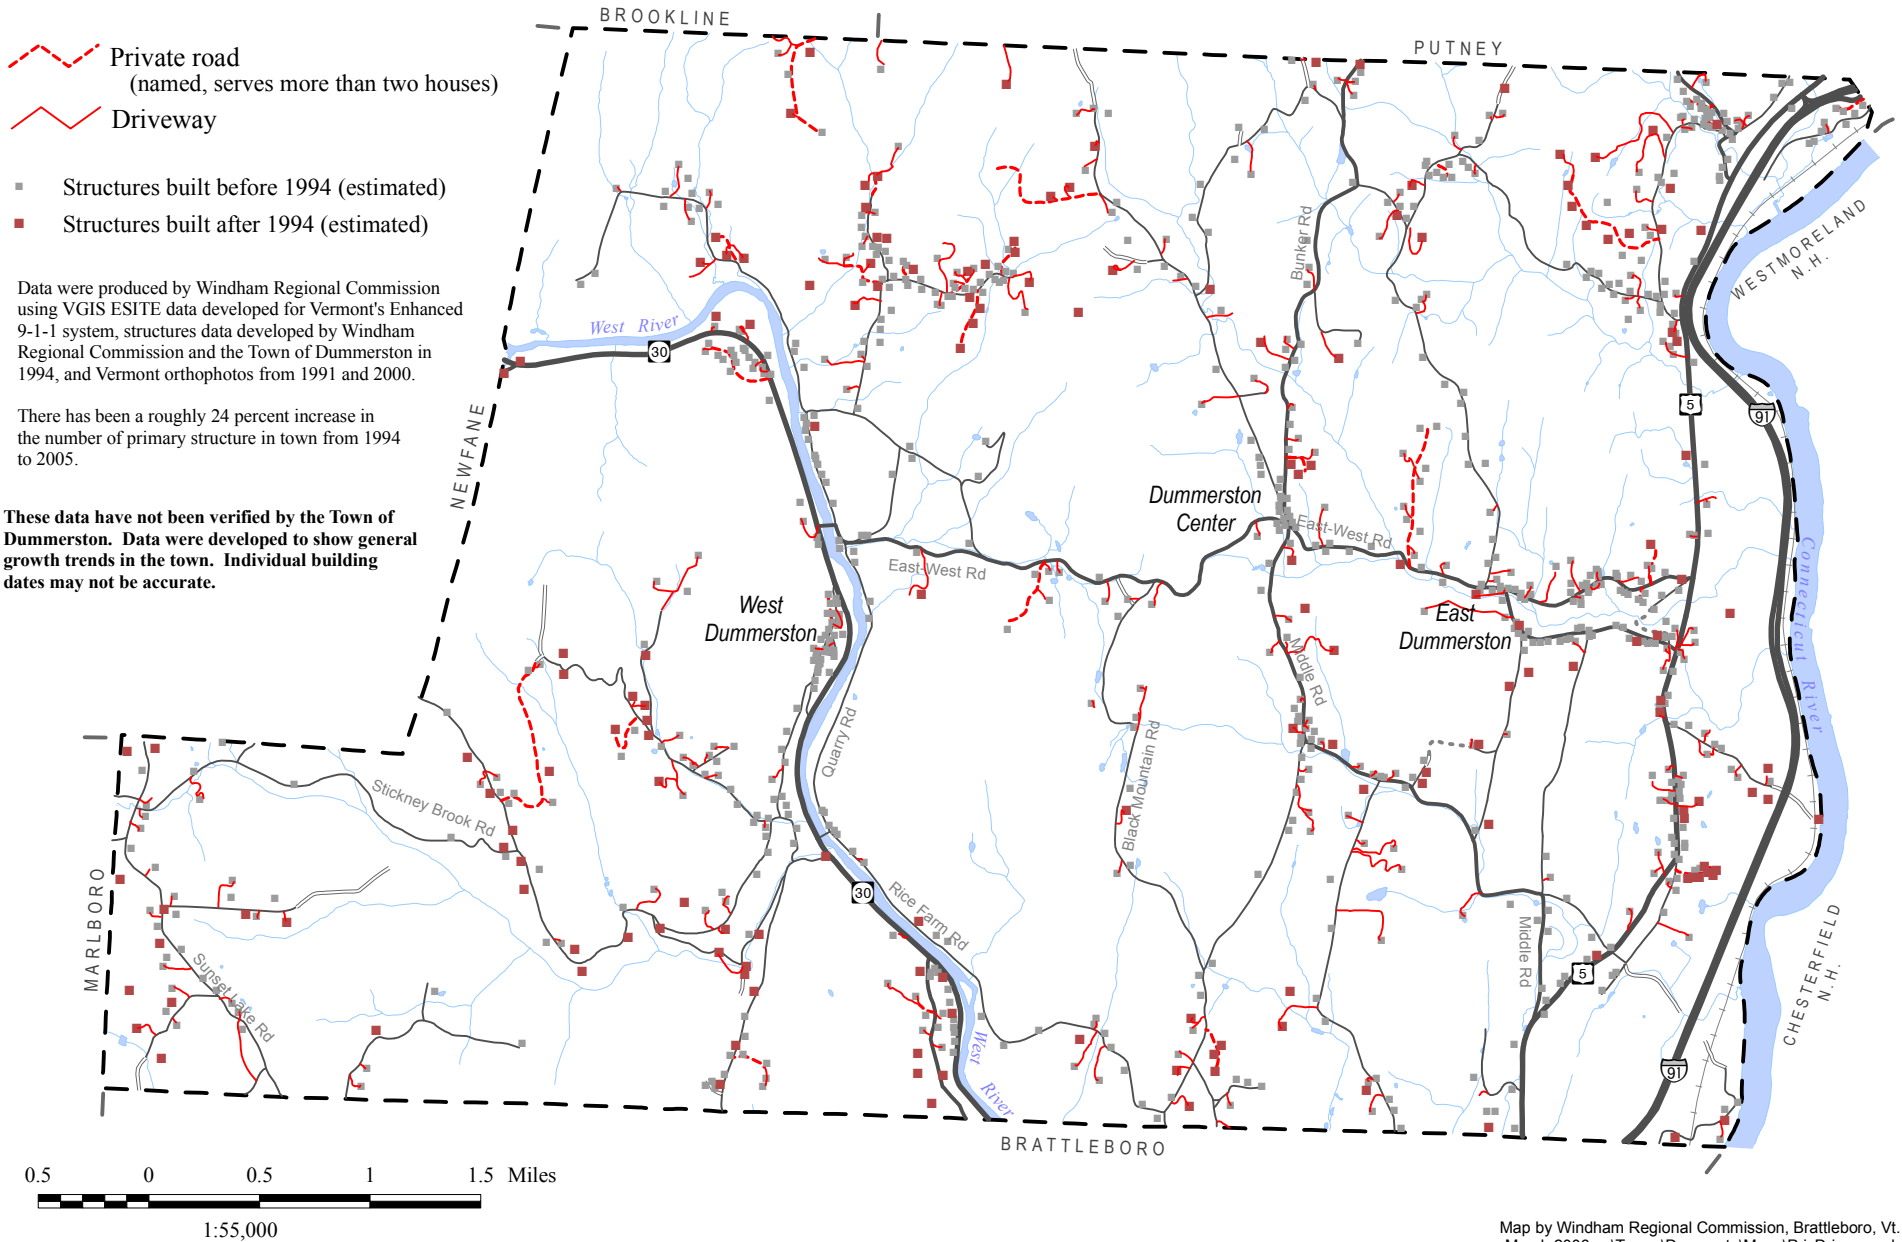 BROOKLINE
PUTNEY
Private road
(named, serves more than two houses)
Driveway
Structures built before 1994 (estimated)
Structures built after 1994 (estimated)
Data were produced by Windham Regional Commission
using VGIS ESITE data developed for Vermont's Enhanced
9-1-1 system, structures data developed by Windham
Regional Commission and the Town of Dummerston in
1994, and Vermont orthophotos from 1991 and 2000.
There has been a roughly 24 percent increase in
the number of primary structure in town from 1994
to 2005.
These data have not been verified by the Town of
Dummerston.  Data were developed to show general
growth trends in the town.  Individual building
dates may not be accurate.
WESTMORELAND
N.H.
Bunker Rd
West River
30
NEWFANE
5
91
Dummerston
Center
East-West Rd
East-West Rd
Connecticut River
West
Dummerston
East
Dummerston
Middle Rd
Quarry Rd
Black Mountain Rd
Stickney Brook Rd
MARLBORO
30
Rice Farm Rd
Middle Rd
5
CHESTERFIELD
N.H.
Sunset Lake Rd
West River
91
BRATTLEBORO
0.5 0 0.5 1 1.5 Miles
1:55,000
Map by Windham Regional Commission, Brattleboro, Vt.